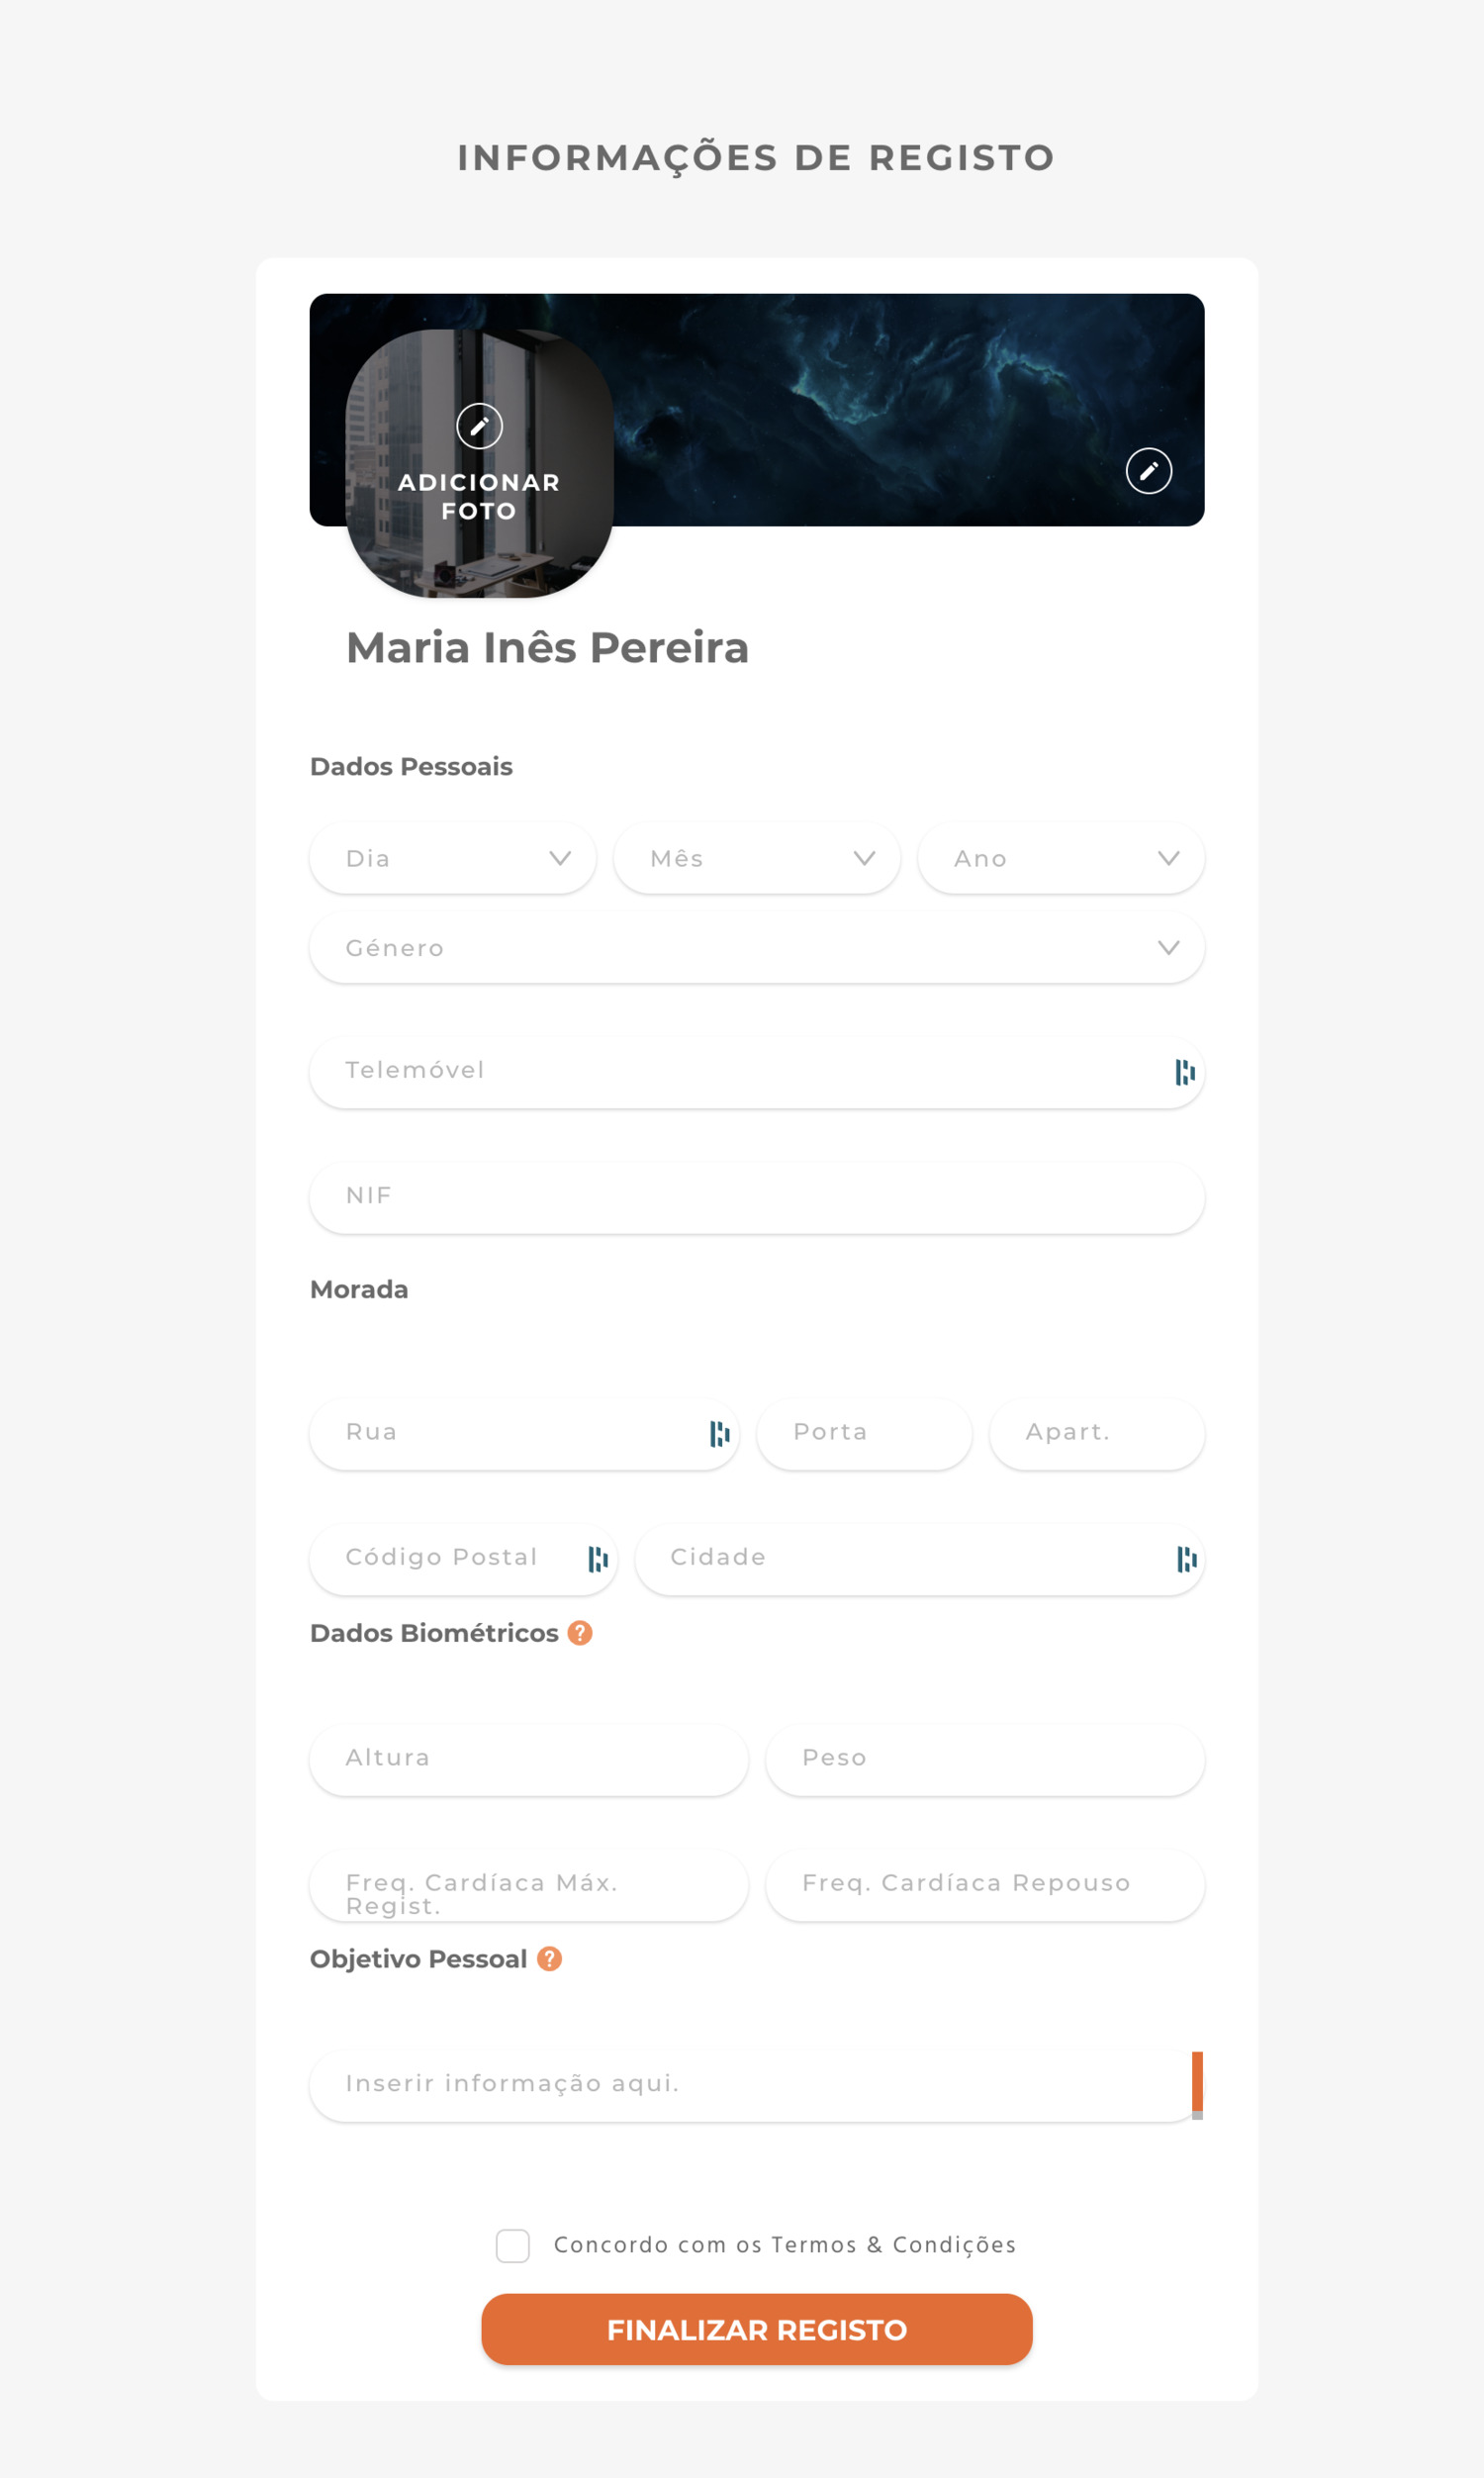 INFORMAÇÕES DE REGISTO
ADICIONAR
FOTO
Maria Inês Pereira
Dados Pessoais
Dia
Mês
Ano
Género
Telemóvel
NIF
Morada
Rua
Porta
Apart.
Código Postal
Cidade
Dados Biométricos ?
Altura
Peso
Freq. Cardíaca Máx.
Regist.
Freq. Cardíaca Repouso
Objetivo Pessoal ?
Inserir informação aqui.
Concordo com os Termos & Condições
FINALIZAR REGISTO